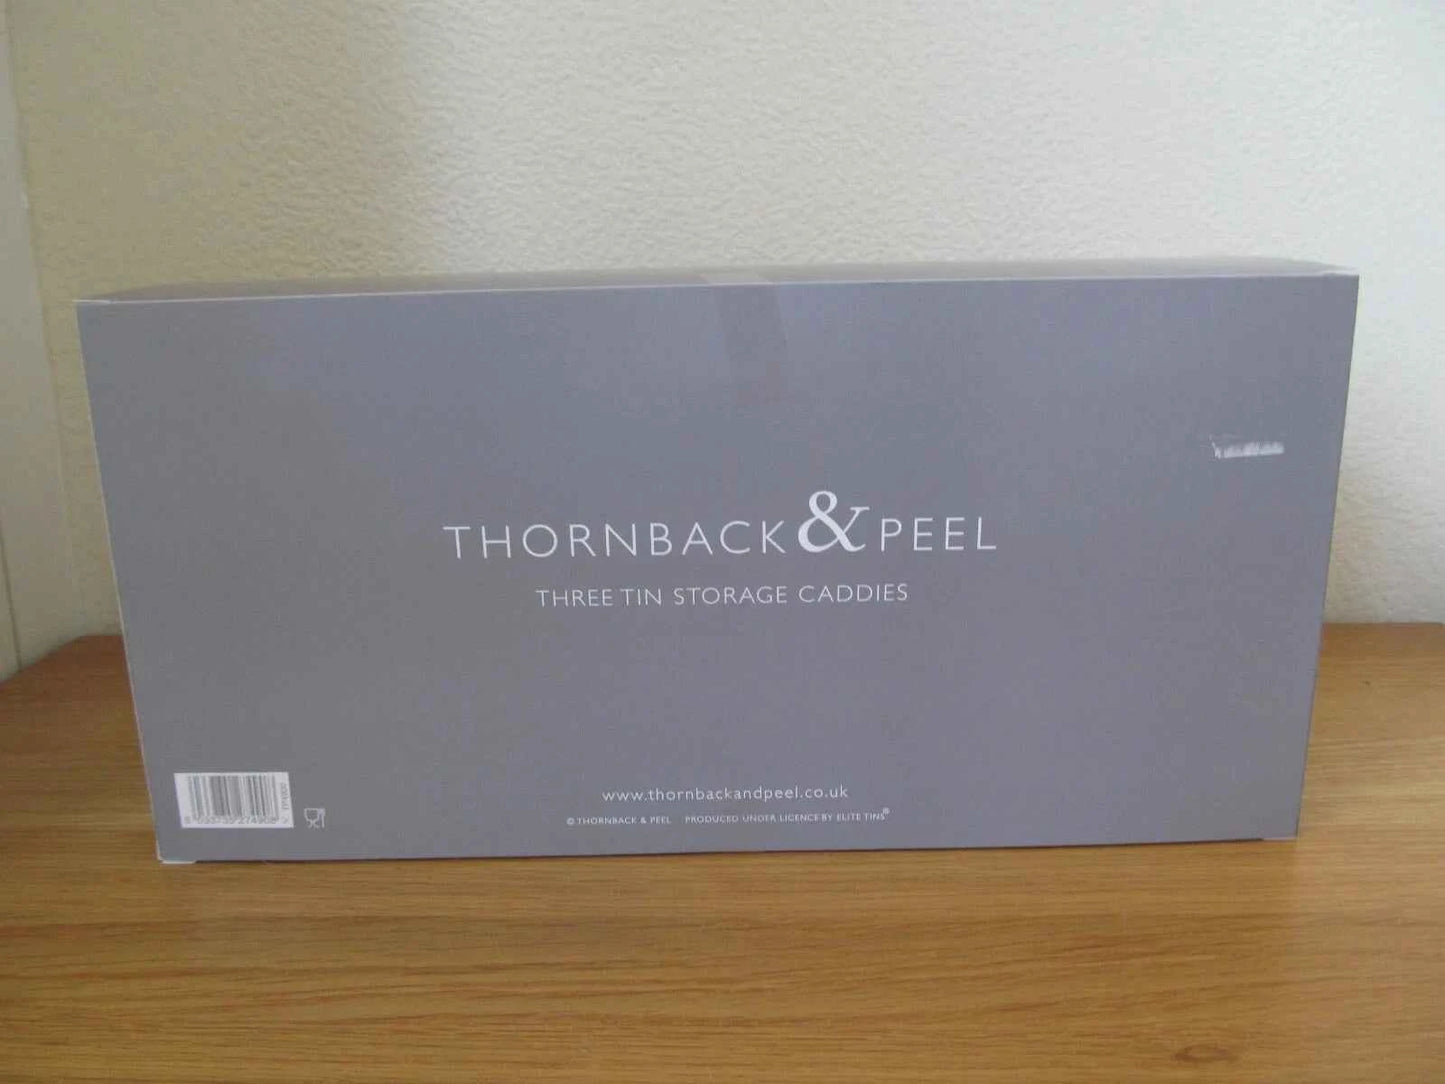 THORNBACK & PEEL
THREE TIN STORAGE CADDIES
www.thornbackandpeel.co.uk
© THORNBACK & PEEL PRODUCED UNDER LICENCE BY ELITE TINS®